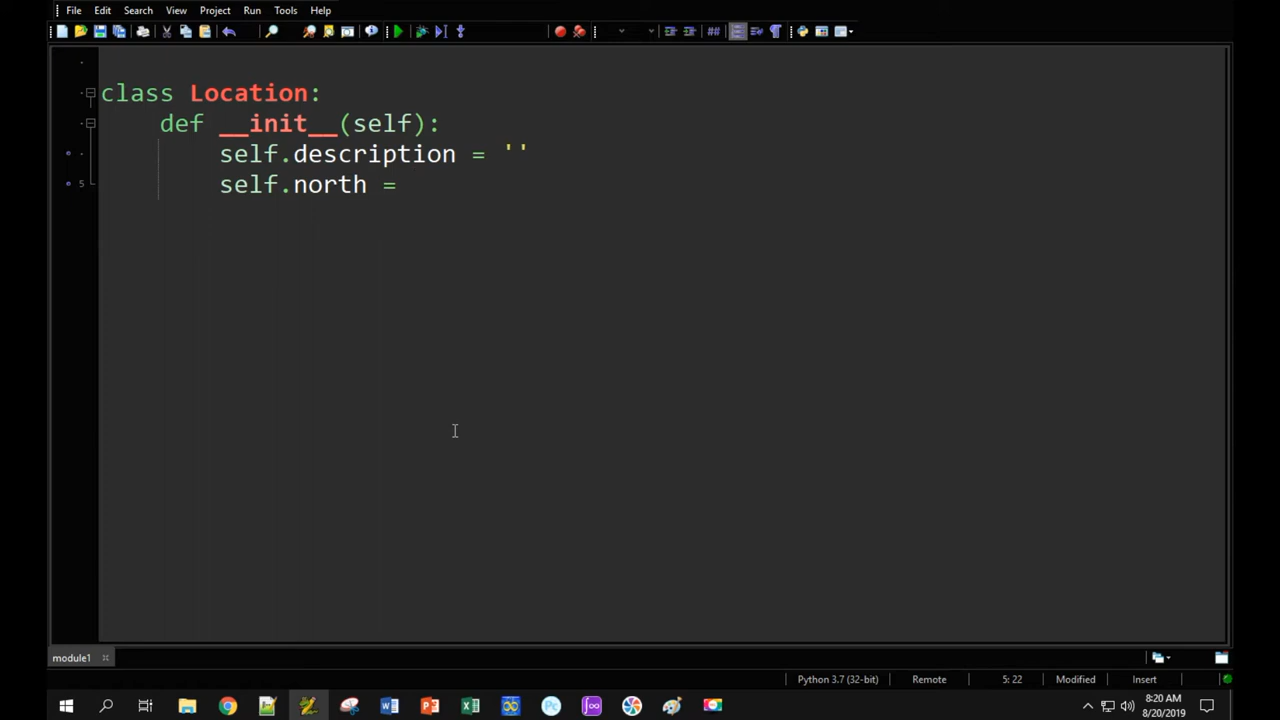 File Edit Search View Project Run Tools Help
class Location:
def __init__(self):
self.description = ''
5 self.north =
module1
Python 3.7 (32-bit) Remote 5: 22 Modified Insert
8:20 AM
8/20/2019